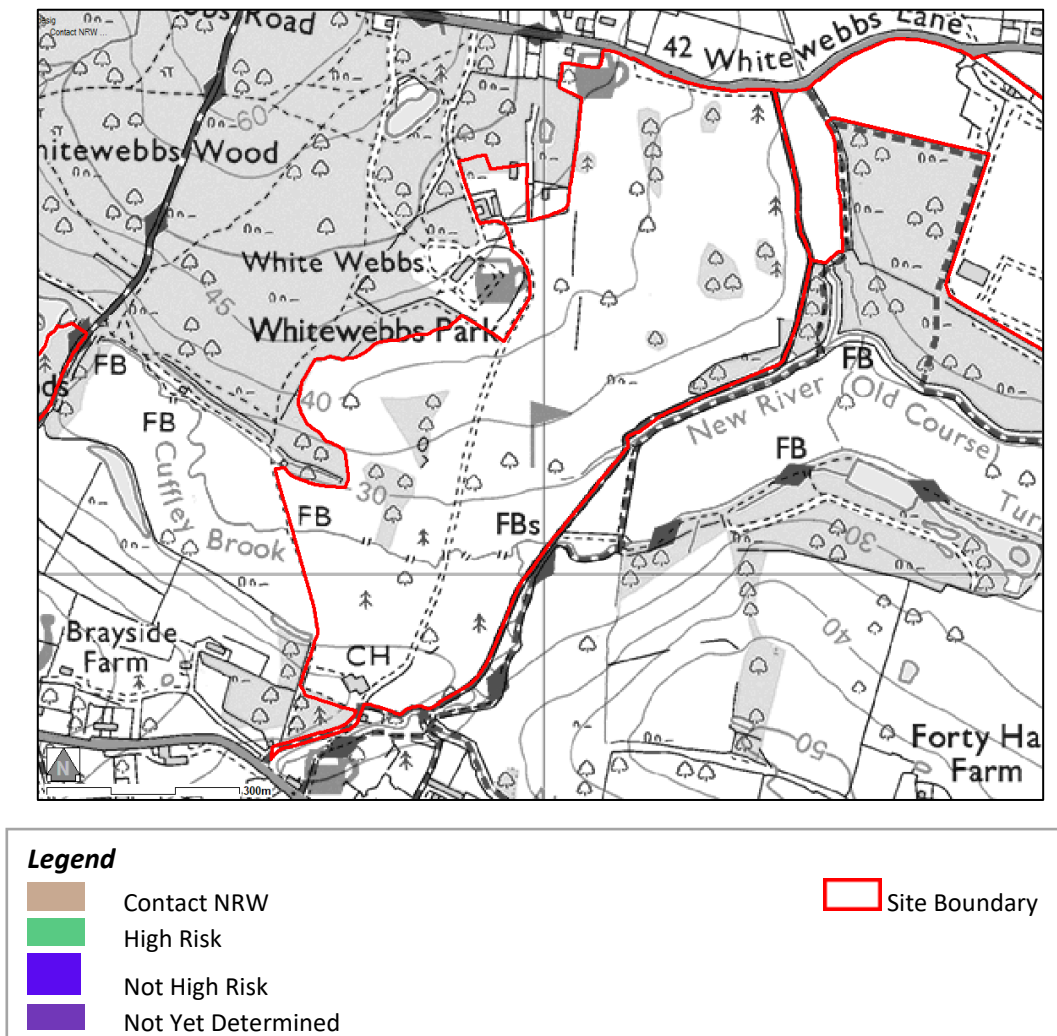 Contact NRW ...
Road
42 Whitewebbs Lane
60
hitewebbs Wood
White Webbs
45
Whitewebbs Park
FB
FB
40
FB
New River
Old Course
FB
Cuffley
Brook
30
FB
FBs
30
40
Brayside
Farm
CH
50
Forty Ha
Farm
N
300m
Legend
Contact NRW
High Risk
Not High Risk
Not Yet Determined
Site Boundary